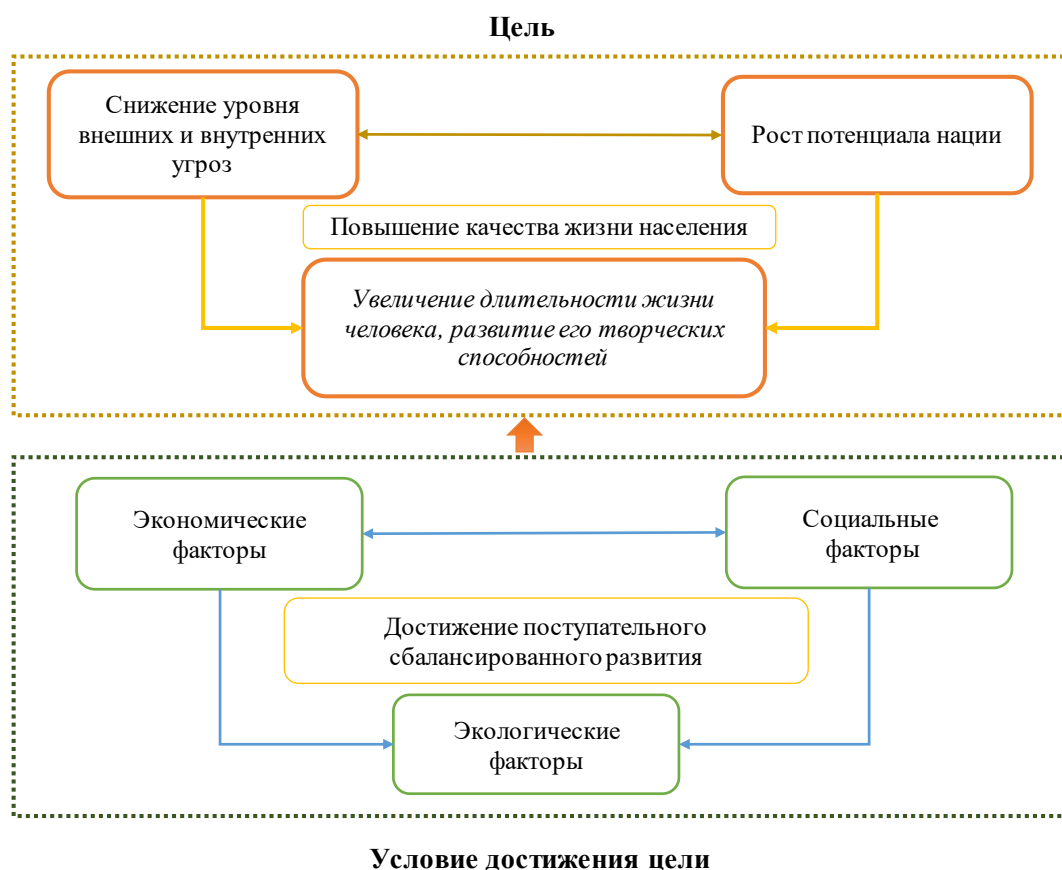 Цель
Снижение уровня
внешних и внутренних
угроз
Рост потенциала нации
Повышение качества жизни населения
Увеличение длительности жизни
человека, развитие его творческих
способностей
Экономические
факторы
Социальные
факторы
Достижение поступательного
сбалансированного развития
Экологические
факторы
Условие достижения цели